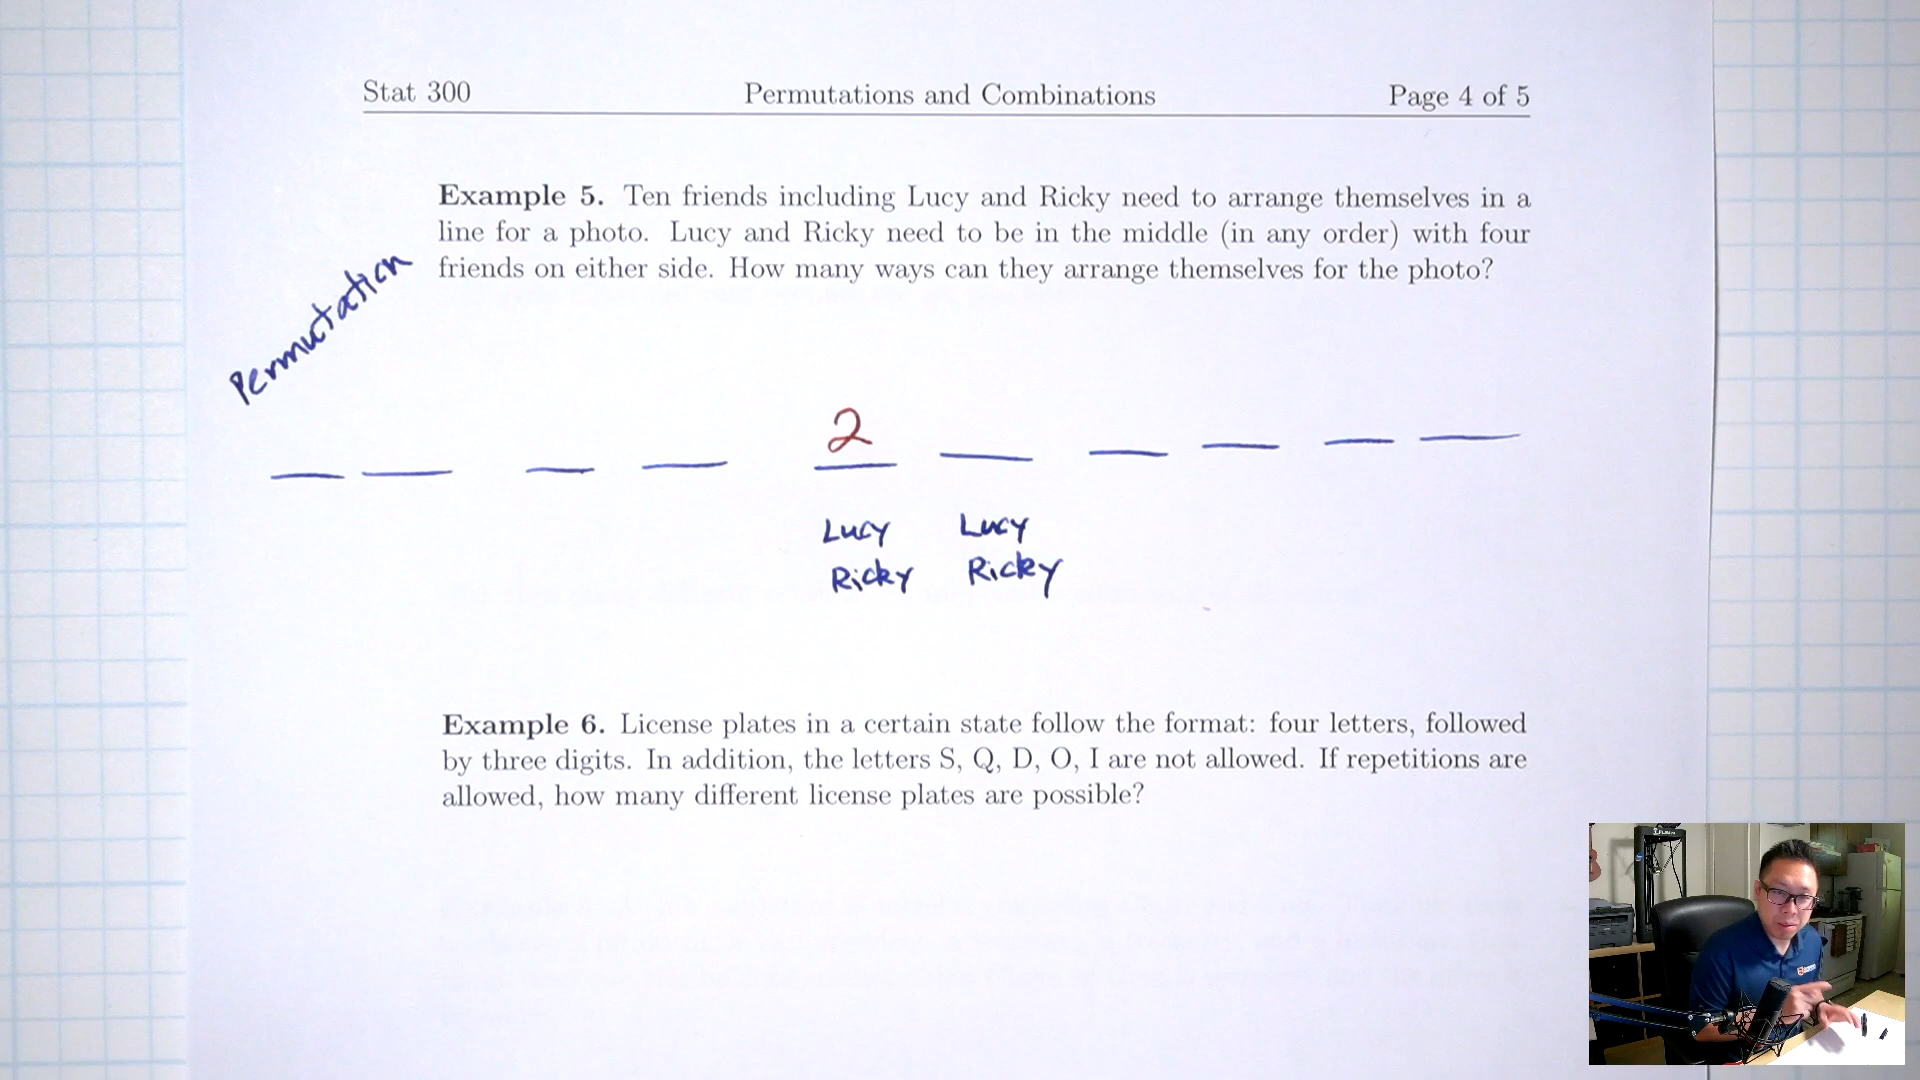 Stat 300 Permutations and Combinations Page 4 of 5
Example 5. Ten friends including Lucy and Ricky need to arrange themselves in a
line for a photo. Lucy and Ricky need to be in the middle (in any order) with four
friends on either side. How many ways can they arrange themselves for the photo?
Permutation
2
Lucy Lucy
Ricky Ricky
Example 6. License plates in a certain state follow the format: four letters, followed
by three digits. In addition, the letters S, Q, D, O, I are not allowed. If repetitions are
allowed, how many different license plates are possible?